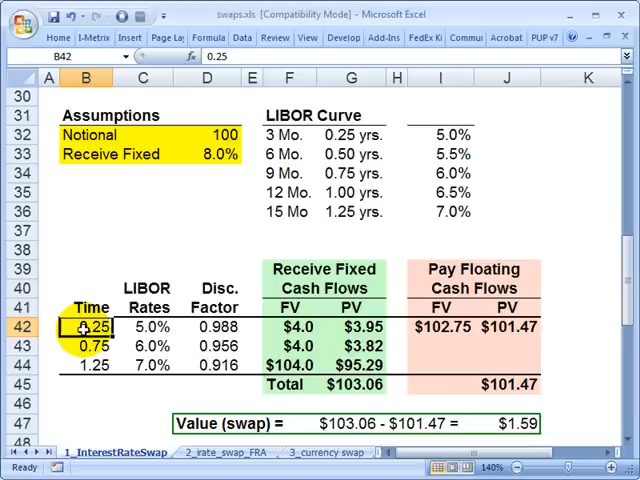 swaps.xls [Compatibility Mode] - Microsoft Excel
Home I-Metrix Insert Page La Formula Data Review View Develop Add-Ins FedEx Ki Commu Acrobat PUP v7
B42 fx 0.25
A B C D E F G H I J K
30
31 Assumptions LIBOR Curve
32 Notional 100 3 Mo. 0.25 yrs. 5.0%
33 Receive Fixed 8.0% 6 Mo. 0.50 yrs. 5.5%
34 9 Mo. 0.75 yrs. 6.0%
35 12 Mo. 1.00 yrs. 6.5%
36 15 Mo 1.25 yrs. 7.0%
37
38
39 Receive Fixed Pay Floating
40 LIBOR Disc. Cash Flows Cash Flows
41 Time Rates Factor FV PV FV PV
42 0.25 5.0% 0.988 $4.0 $3.95 $102.75 $101.47
43 0.75 6.0% 0.956 $4.0 $3.82
44 1.25 7.0% 0.916 $104.0 $95.29
45 Total $103.06 $101.47
46
47 Value (swap) = $103.06 - $101.47 = $1.59
48
1_InterestRateSwap 2_irate_swap_FRA 3_currency swap
Ready 140%